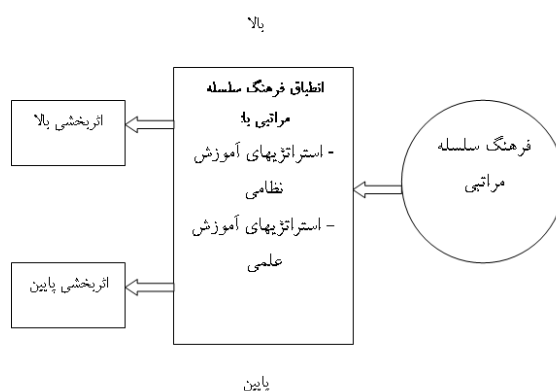 بالا
فرهنگ سلسله
مراتبی
انطباق فرهنگ سلسله
مراتبی با:
- استراتژیهای آموزش
نظامی
– استراتژیهای آموزش
علمی
اثربخشی بالا
اثربخشی پایین
پایین